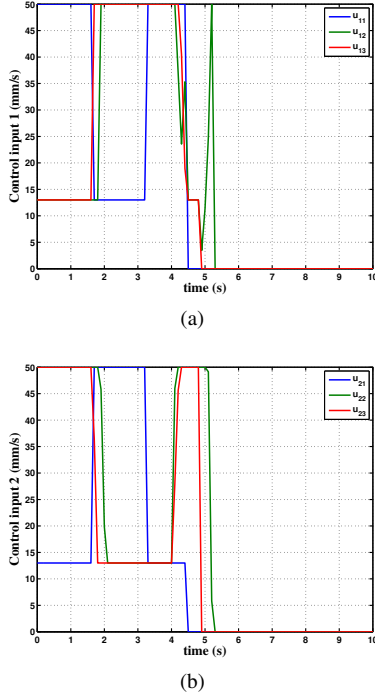 50
45
40
35
30
25
20
15
10
5
0
Control input 1 (mm/s)
u11
u12
u13
0 1 2 3 4 5 6 7 8 9 10
time (s)
(a)
50
45
40
35
30
25
20
15
10
5
0
Control input 2 (mm/s)
u21
u22
u23
0 1 2 3 4 5 6 7 8 9 10
time (s)
(b)